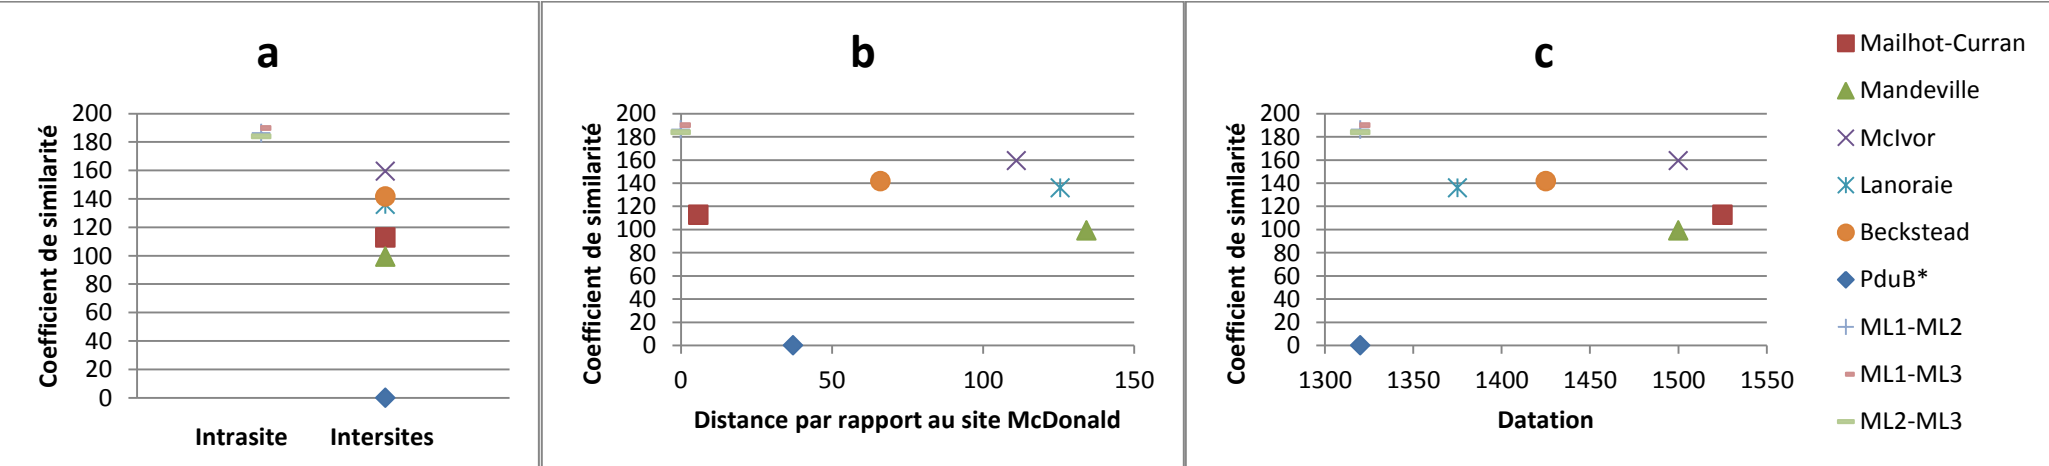 a
Coefficient de similarité
200
180
160
140
120
100
80
60
40
20
0
Intrasite Intersites
b
Coefficient de similarité
200
180
160
140
120
100
80
60
40
20
0
0 50 100 150
Distance par rapport au site McDonald
c
Coefficient de similarité
200
180
160
140
120
100
80
60
40
20
0
1300 1350 1400 1450 1500 1550
Datation
Mailhot-Curran
Mandeville
McIvor
Lanoraie
Beckstead
PduB*
ML1-ML2
ML1-ML3
ML2-ML3